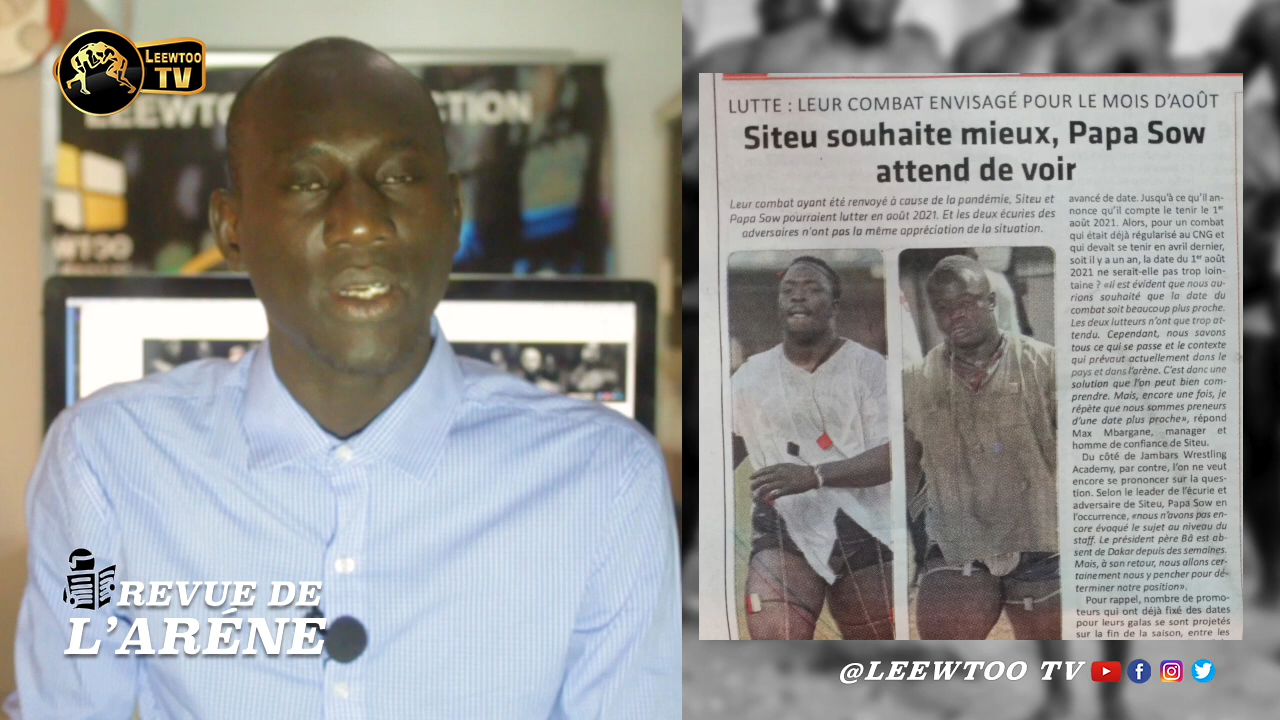 LEEWTOO
TV
LEEWTOO
CTION
REVUE DE
L'ARÉNE
LUTTE : LEUR COMBAT ENVISAGÉ POUR LE MOIS D'AOÛT
Siteu souhaite mieux, Papa Sow
attend de voir
Leur combat ayant été renvoyé à cause de la pandémie, Siteu et
Papa Sow pourraient lutter en août 2021. Et les deux écuries des
adversaires n'ont pas la même appréciation de la situation.
avancé de date. Jusqu'à ce qu'il an-
nonce qu'il compte le tenir le 1er
août 2021. Alors, pour un combat
qui était déjà régularisé au CNG et
qui devait se tenir en avril dernier,
soit il y a un an, la date du 1er août
2021 ne serait-elle pas trop loin-
taine ? «Il est évident que nous au-
rions souhaité que la date du
combat soit beaucoup plus proche.
Les deux lutteurs n'ont que trop at-
tendu. Cependant, nous savons
tous ce qui se passe et le contexte
qui prévaut actuellement dans le
pays et dans l'arène. C'est donc une
solution que l'on peut bien com-
prendre. Mais, encore une fois, je
répète que nous sommes preneurs
d'une date plus proche», répond
Max Mbargane, manager et
homme de confiance de Siteu.
Du côté de Jambars Wrestling
Academy, par contre, l'on ne veut
encore se prononcer sur la ques-
tion. Selon le leader de l'écurie et
adversaire de Siteu, Papa Sow en
l'occurrence, «nous n'avons pas en-
core évoqué le sujet au niveau du
staff. Le président père Bâ est ab-
sent de Dakar depuis des semaines.
Mais, à son retour, nous allons cer-
tainement nous y pencher pour dé-
terminer notre position».
Pour rappel, nombre de promo-
teurs qui ont déjà fixé des dates
pour leurs galas se sont projetés
sur la fin de la saison, entre les
@LEEWTOO TV